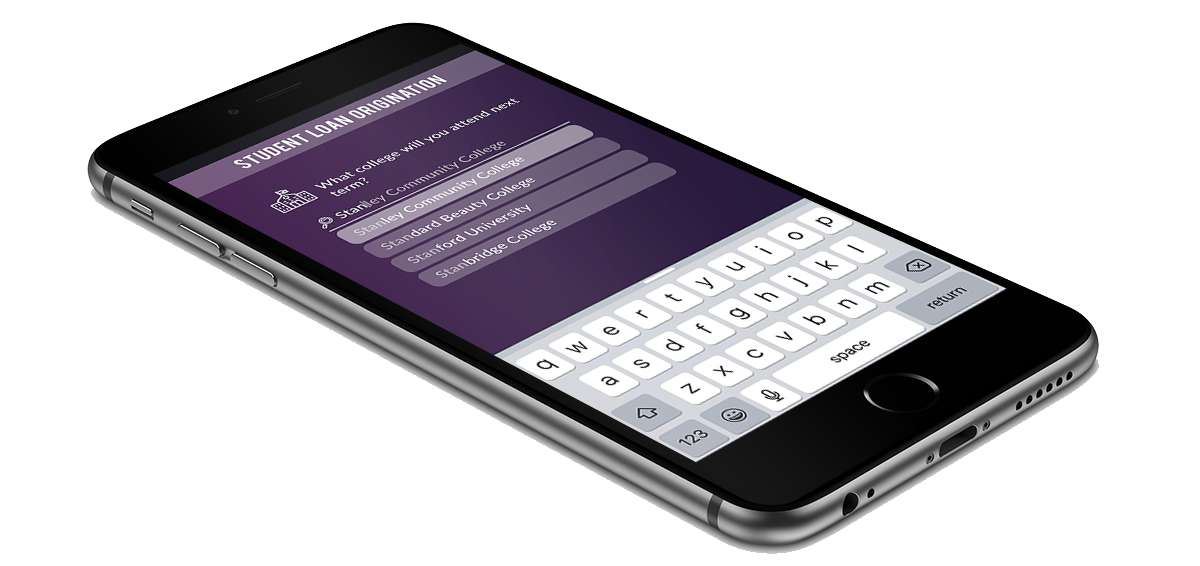 STUDENT LOAN ORIGINATION
What college will you attend next
term?
Stanley Community College
Stanley Community College
Standard Beauty College
Stanford University
Stanbridge College
q w e r t y u i o p
a s d f g h j k l
z x c v b n m
123 space return